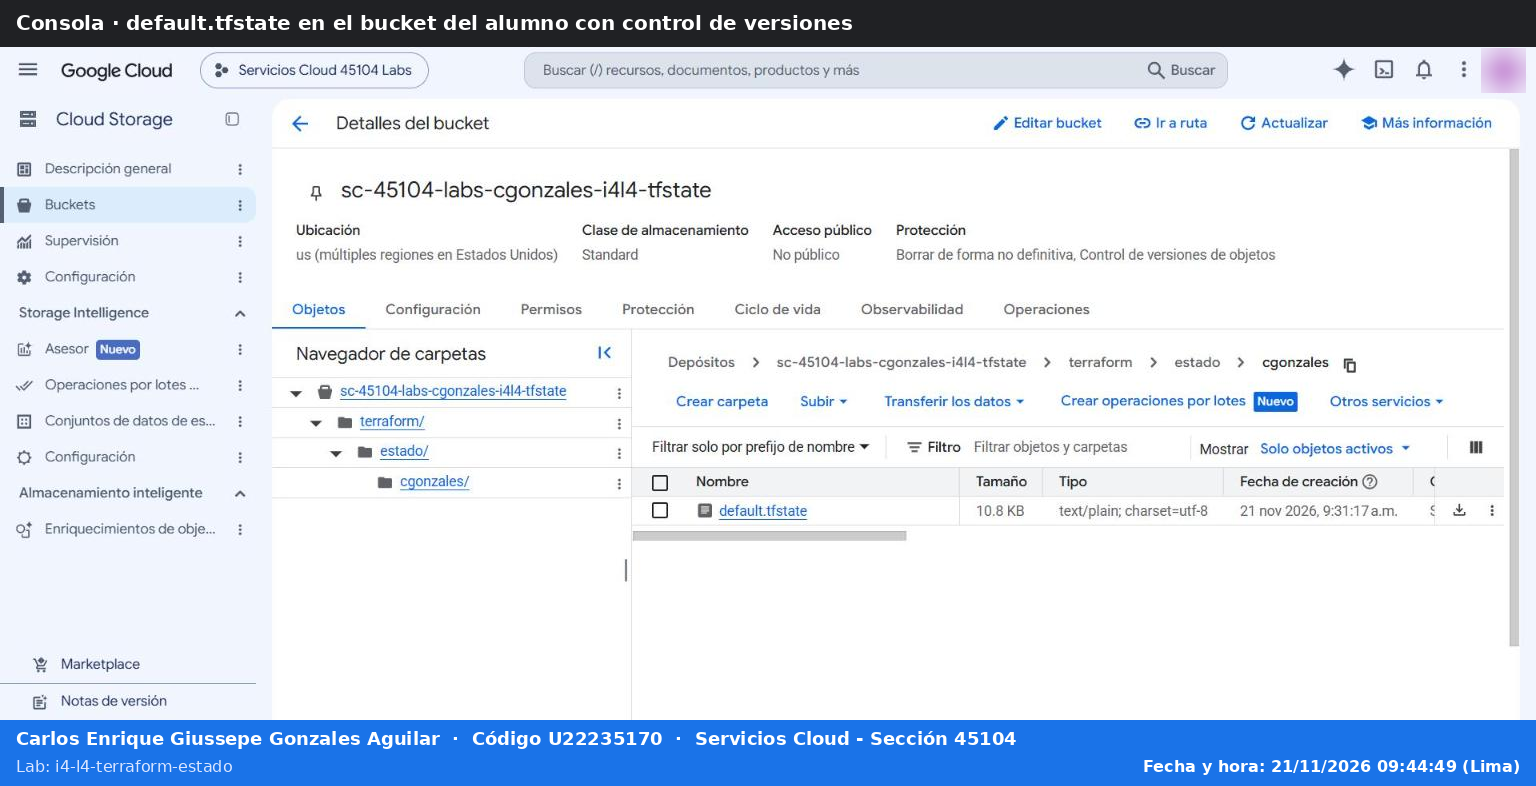 Consola · default.tfstate en el bucket del alumno con control de versiones
Google Cloud
Servicios Cloud 45104 Labs
Buscar (/) recursos, documentos, productos y más
Buscar
Cloud Storage
Descripción general
Buckets
Supervisión
Configuración
Storage Intelligence
Asesor Nuevo
Operaciones por lotes ...
Conjuntos de datos de es...
Configuración
Almacenamiento inteligente
Enriquecimientos de obje...
Marketplace
Notas de versión
Detalles del bucket
Editar bucket
Ir a ruta
Actualizar
Más información
sc-45104-labs-cgonzales-i4l4-tfstate
Ubicación
us (múltiples regiones en Estados Unidos)
Clase de almacenamiento
Standard
Acceso público
No público
Protección
Borrar de forma no definitiva, Control de versiones de objetos
Objetos
Configuración
Permisos
Protección
Ciclo de vida
Observabilidad
Operaciones
Navegador de carpetas
sc-45104-labs-cgonzales-i4l4-tfstate
terraform/
estado/
cgonzales/
Depósitos > sc-45104-labs-cgonzales-i4l4-tfstate > terraform > estado > cgonzales
Crear carpeta
Subir
Transferir los datos
Crear operaciones por lotes Nuevo
Otros servicios
Filtrar solo por prefijo de nombre
Filtro
Filtrar objetos y carpetas
Mostrar
Solo objetos activos
Nombre
Tamaño
Tipo
Fecha de creación
default.tfstate
10.8 KB
text/plain; charset=utf-8
21 nov 2026, 9:31:17 a.m.
Carlos Enrique Giussepe Gonzales Aguilar · Código U22235170 · Servicios Cloud - Sección 45104
Lab: i4-l4-terraform-estado
Fecha y hora: 21/11/2026 09:44:49 (Lima)